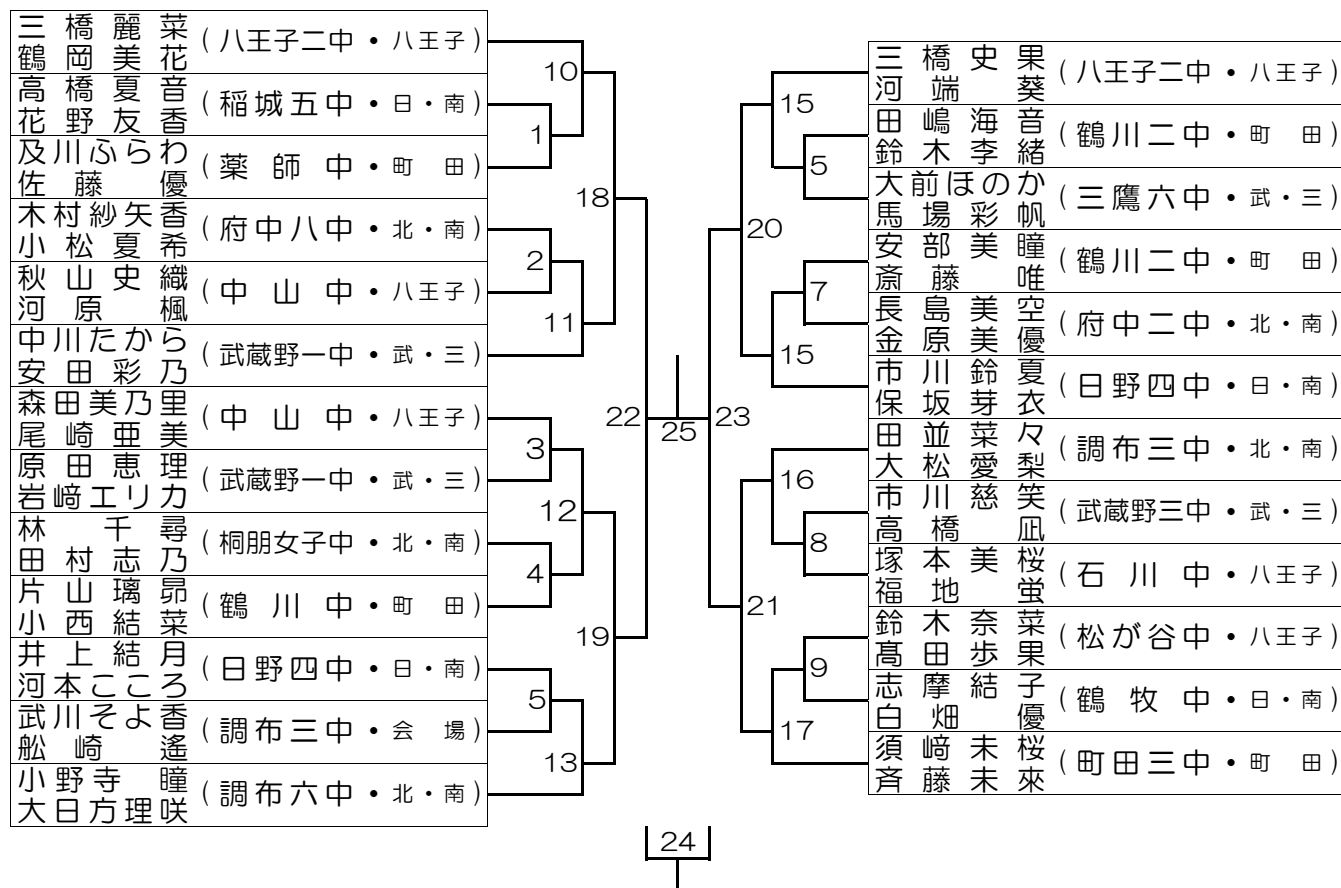 三橋麗菜
鶴岡美花
(八王子二中・八王子)
高橋夏音
花野友香
(稲城五中・日・南)
及川ふらわ
佐藤優
(薬師中・町田)
木村紗矢香
小松夏希
(府中八中・北・南)
秋山史織
河原楓
(中山中・八王子)
中川たから
安田彩乃
(武蔵野一中・武・三)
森田美乃里
尾崎亜美
(中山中・八王子)
原田恵理
岩﨑エリカ
(武蔵野一中・武・三)
林千尋
田村志乃
(桐朋女子中・北・南)
片山璃昴
小西結菜
(鶴川中・町田)
井上結月
河本こころ
(日野四中・日・南)
武川そよ香
舩崎遙
(調布三中・会場)
小野寺瞳
大日方理咲
(調布六中・北・南)
10
1
18
2
11
22
3
12
4
19
5
13
25
24
23
15
5
20
7
15
16
8
21
9
17
三橋史果
河端葵
(八王子二中・八王子)
田嶋海音
鈴木李緒
(鶴川二中・町田)
大前ほのか
馬場彩帆
(三鷹六中・武・三)
安部美瞳
斎藤唯
(鶴川二中・町田)
長島美空
金原美優
(府中二中・北・南)
市川鈴夏
保坂芽衣
(日野四中・日・南)
田並菜々
大松愛梨
(調布三中・北・南)
市川慈笑
高橋凪
(武蔵野三中・武・三)
塚本美桜
福地蛍
(石川中・八王子)
鈴木奈菜
髙田歩果
(松が谷中・八王子)
志摩結子
白畑優
(鶴牧中・日・南)
須﨑未桜
斉藤未來
(町田三中・町田)